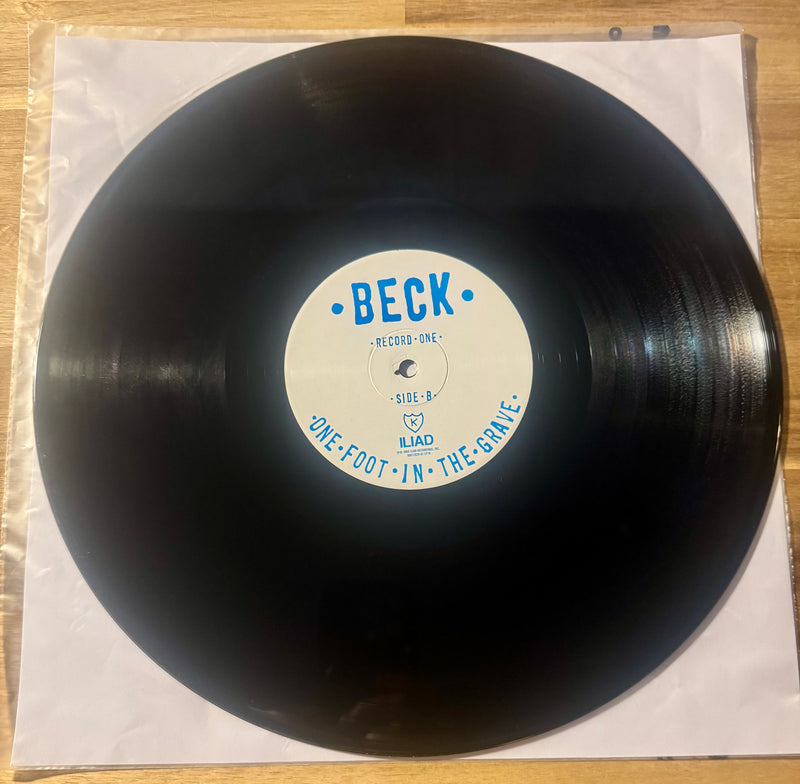 ·BECK·
·RECORD·ONE·
·SIDE·B·
K
ILIAD
·ONE·FOOT·IN·THE·GRAVE·